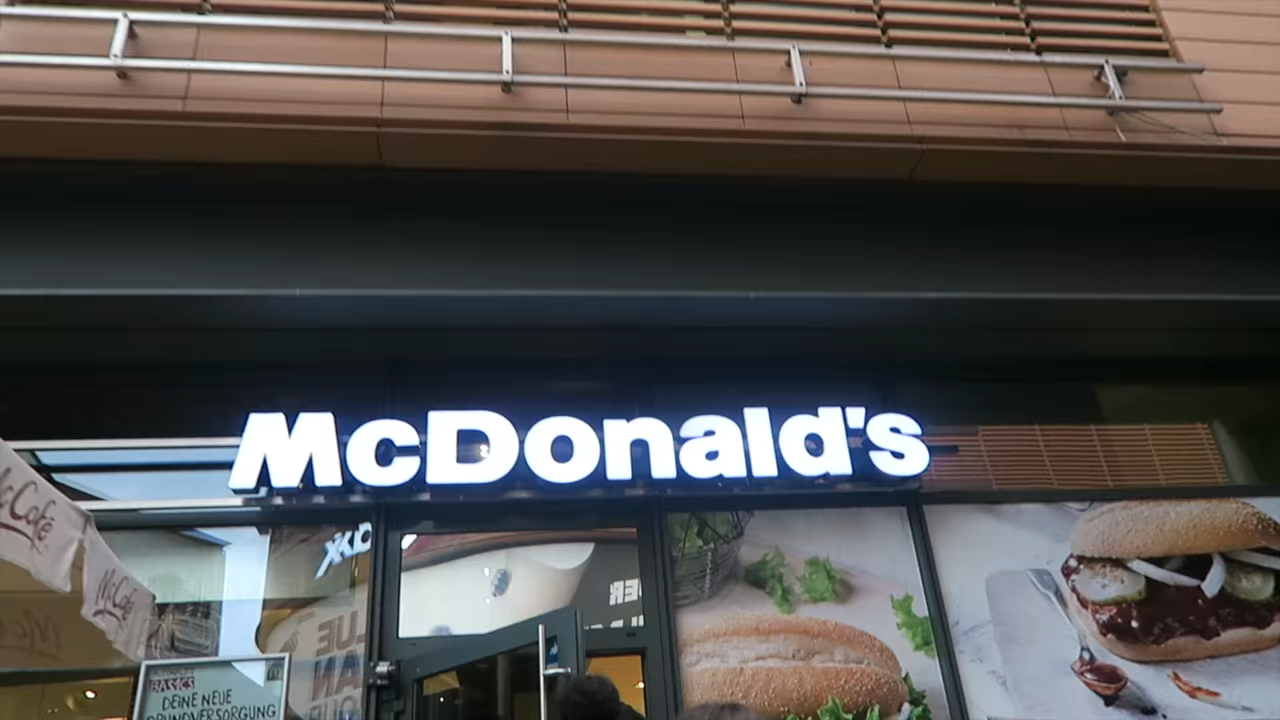 McDonald's
McCafé
McCafé
BASICS
DEINE NEUE
GRUNDVERSORGUNG